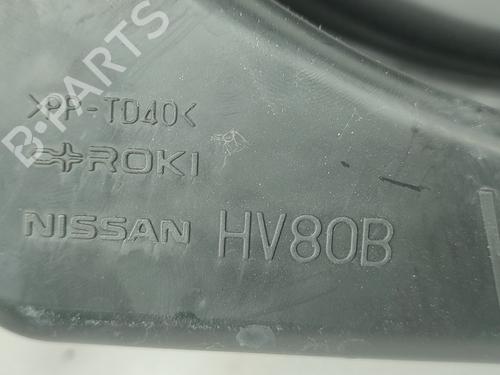 B-PARTS
>PP-TD40<
ROKI
NISSAN HV80B